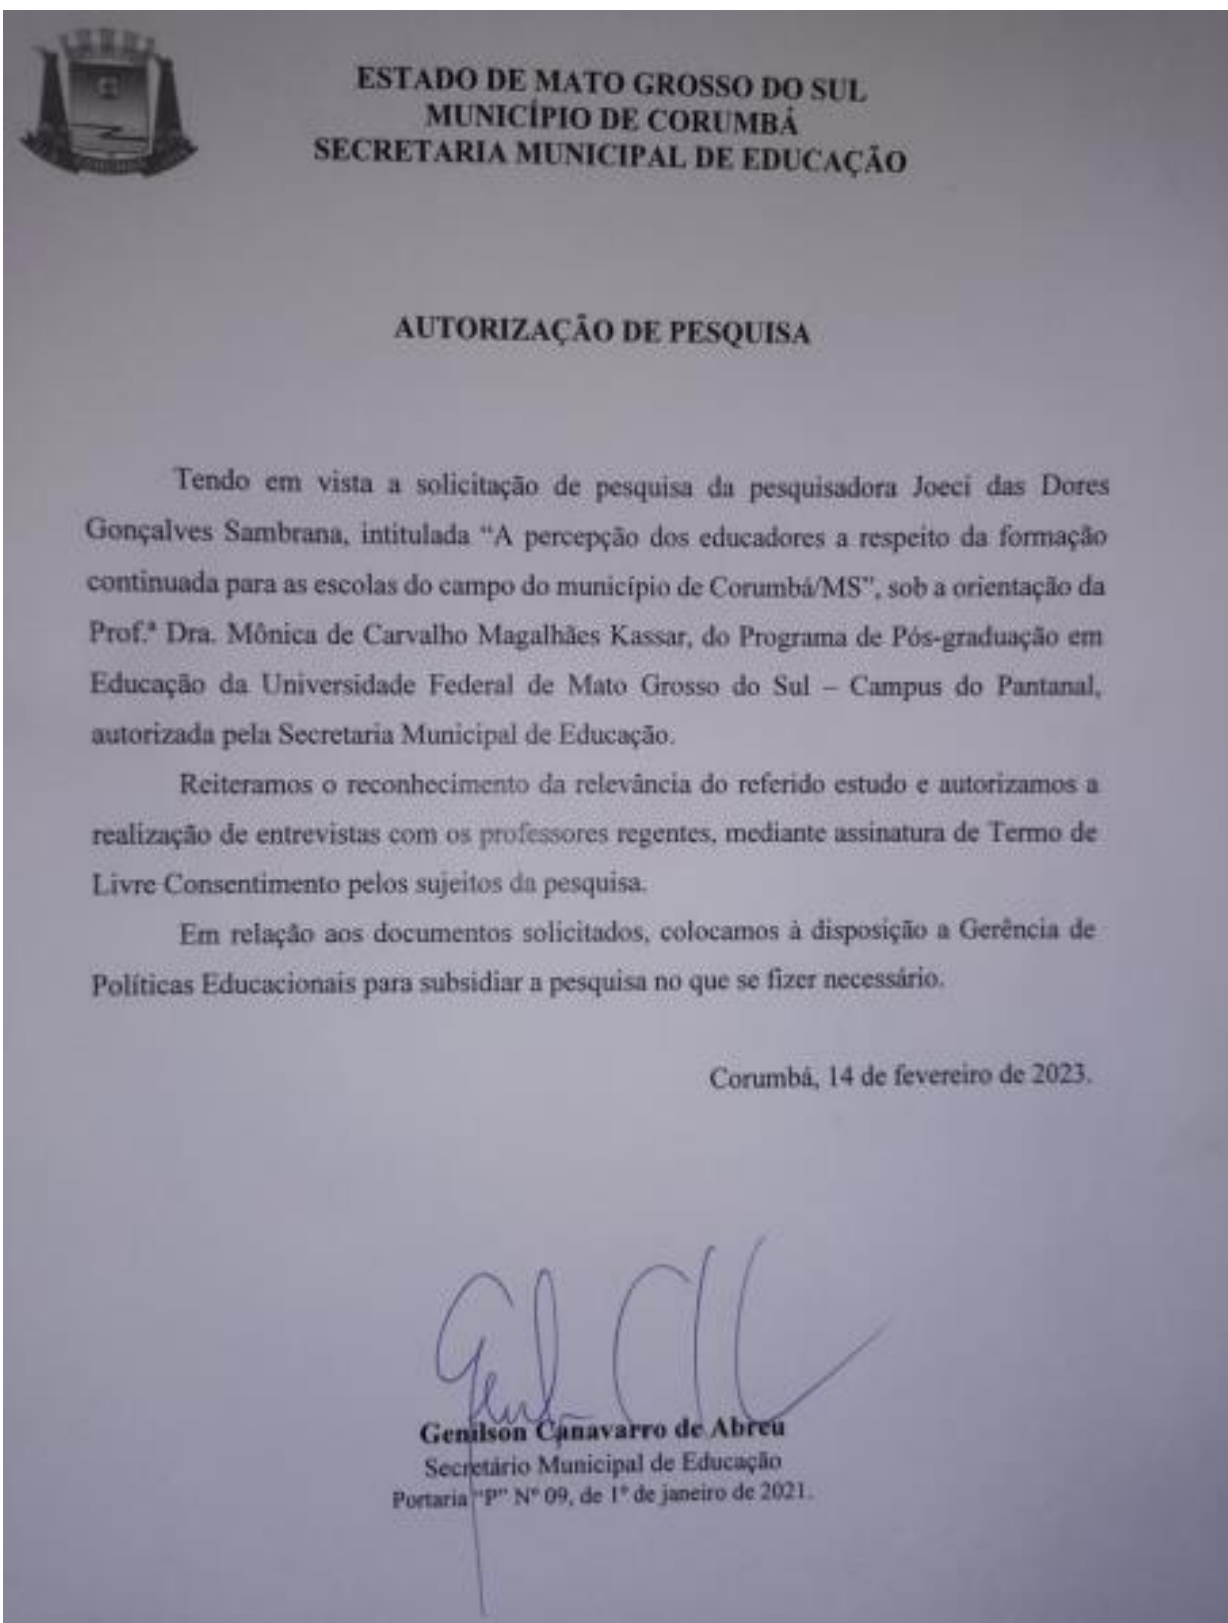 ESTADO DE MATO GROSSO DO SUL
MUNICÍPIO DE CORUMBÁ
SECRETARIA MUNICIPAL DE EDUCAÇÃO
AUTORIZAÇÃO DE PESQUISA
Tendo em vista a solicitação de pesquisa da pesquisadora Joeci das Dores
Gonçalves Sambrana, intitulada “A percepção dos educadores a respeito da formação
continuada para as escolas do campo do município de Corumbá/MS”, sob a orientação da
Prof.ª Dra. Mônica de Carvalho Magalhães Kassar, do Programa de Pós-graduação em
Educação da Universidade Federal de Mato Grosso do Sul – Campus do Pantanal,
autorizada pela Secretaria Municipal de Educação.
Reiteramos o reconhecimento da relevância do referido estudo e autorizamos a
realização de entrevistas com os professores regentes, mediante assinatura de Termo de
Livre Consentimento pelos sujeitos da pesquisa.
Em relação aos documentos solicitados, colocamos à disposição a Gerência de
Políticas Educacionais para subsidiar a pesquisa no que se fizer necessário.
Corumbá, 14 de fevereiro de 2023.
Genilson Canavarro de Abreu
Secretário Municipal de Educação
Portaria “P” Nº 09, de 1º de janeiro de 2021.